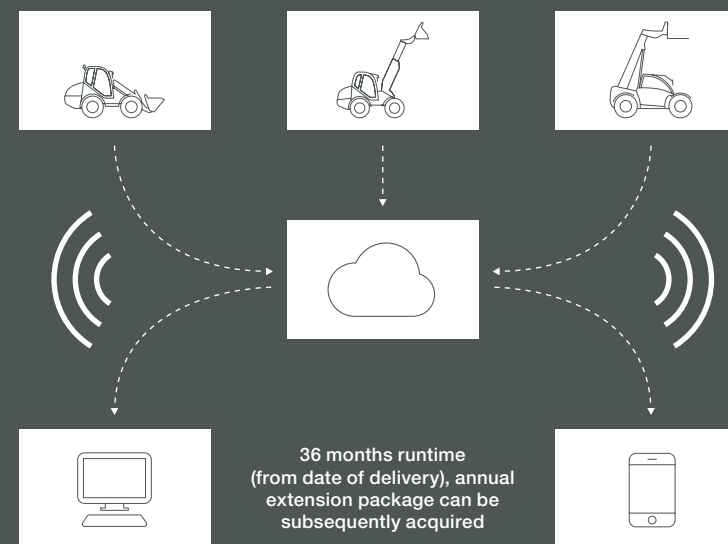 36 months runtime
(from date of delivery), annual
extension package can be
subsequently acquired